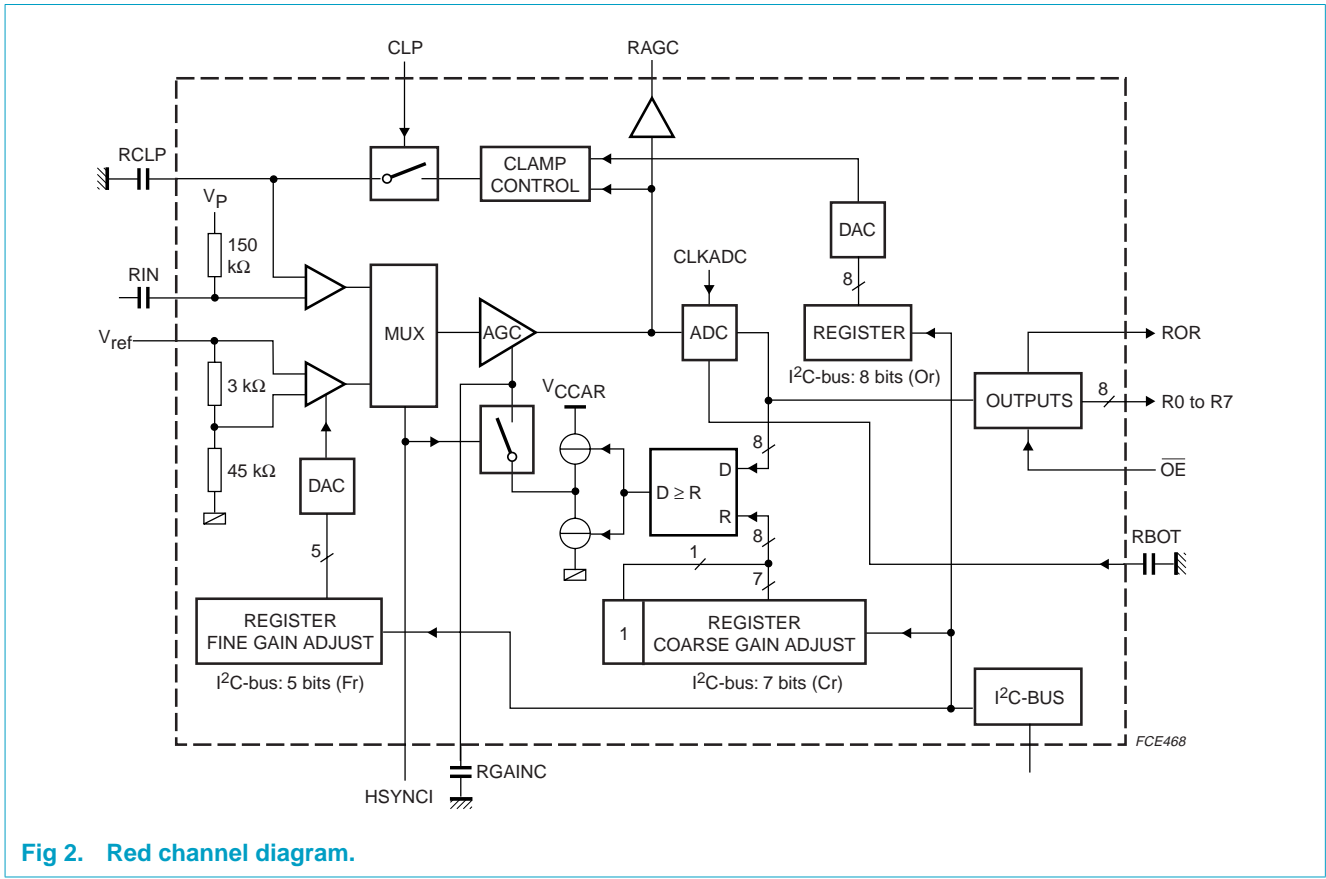 CLP
RAGC
RCLP
CLAMP
CONTROL
VP
150
kΩ
DAC
RIN
CLKADC
8
MUX
AGC
ADC
REGISTER
I²C-bus: 8 bits (Or)
ROR
Vref
3 kΩ
VCCAR
OUTPUTS
8
R0 to R7
45 kΩ
DAC
8
D
D ≥ R
R
OE
8
RBOT
5
1
7
REGISTER
FINE GAIN ADJUST
1
REGISTER
COARSE GAIN ADJUST
I²C-bus: 5 bits (Fr)
I²C-bus: 7 bits (Cr)
I²C-BUS
FCE468
RGAINC
HSYNCI
Fig 2. Red channel diagram.